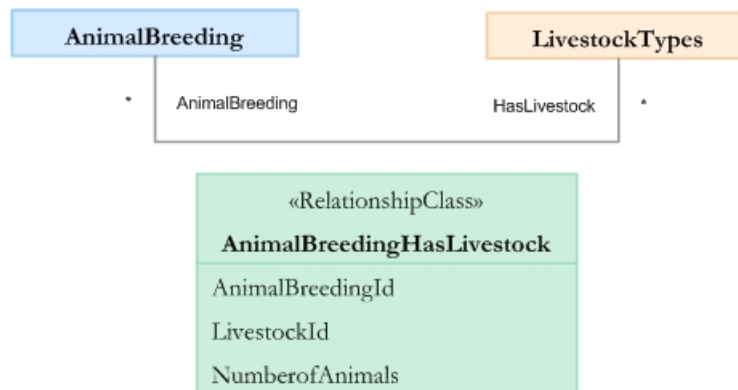 AnimalBreeding LivestockTypes
* AnimalBreeding HasLivestock *
«RelationshipClass»
AnimalBreedingHasLivestock
AnimalBreedingId
LivestockId
NumberofAnimals